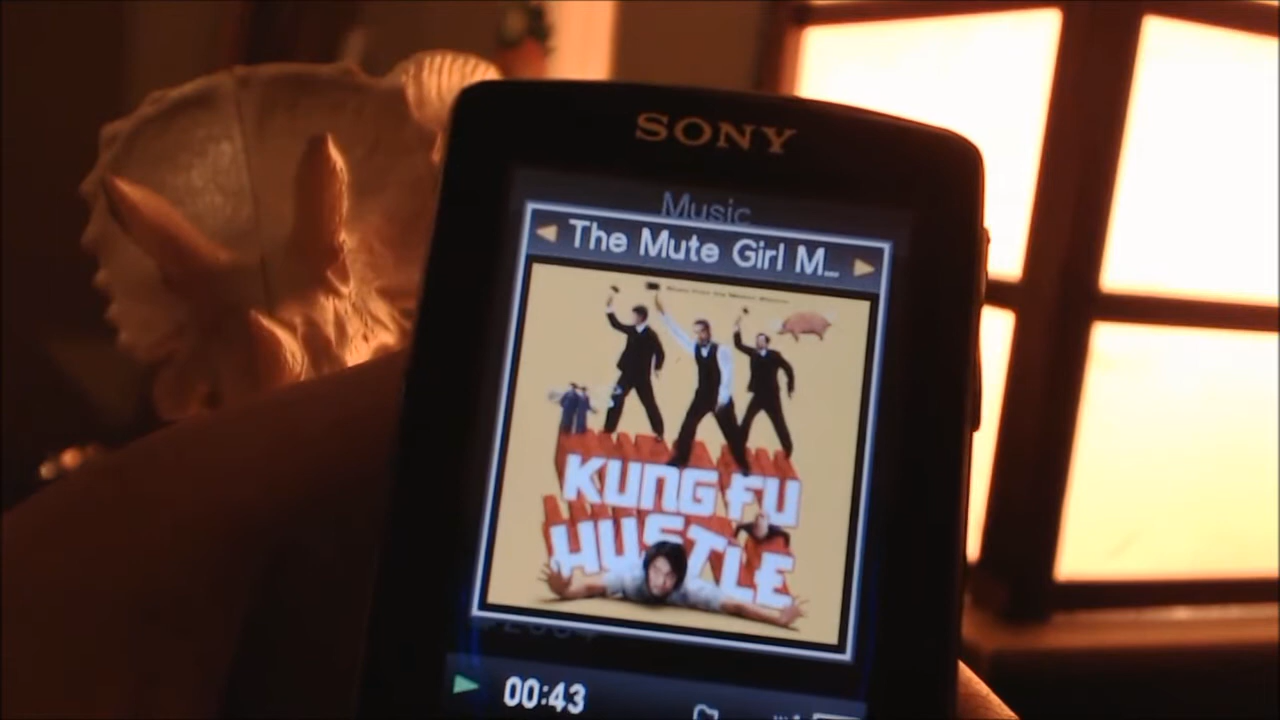 SONY
Music
The Mute Girl M...
KUNG FU
HUSTLE
00:43